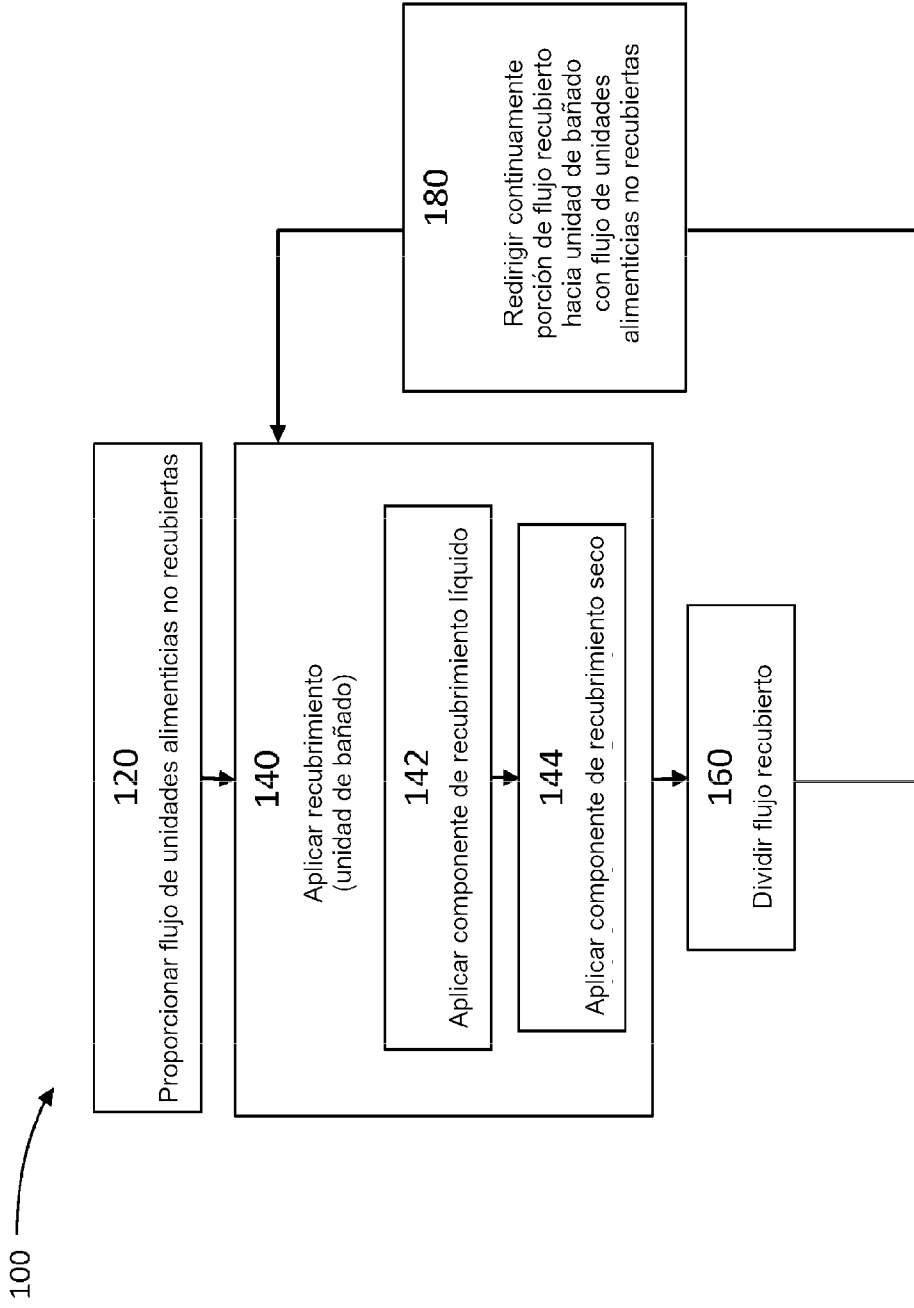 100
120
Proporcionar flujo de unidades alimenticias no recubiertas
140
Aplicar recubrimiento
(unidad de bañado)
142
Aplicar componente de recubrimiento líquido
144
Aplicar componente de recubrimiento seco
160
Dividir flujo recubierto
180
Redirigir continuamente
porción de flujo recubierto
hacia unidad de bañado
con flujo de unidades
alimenticias no recubiertas